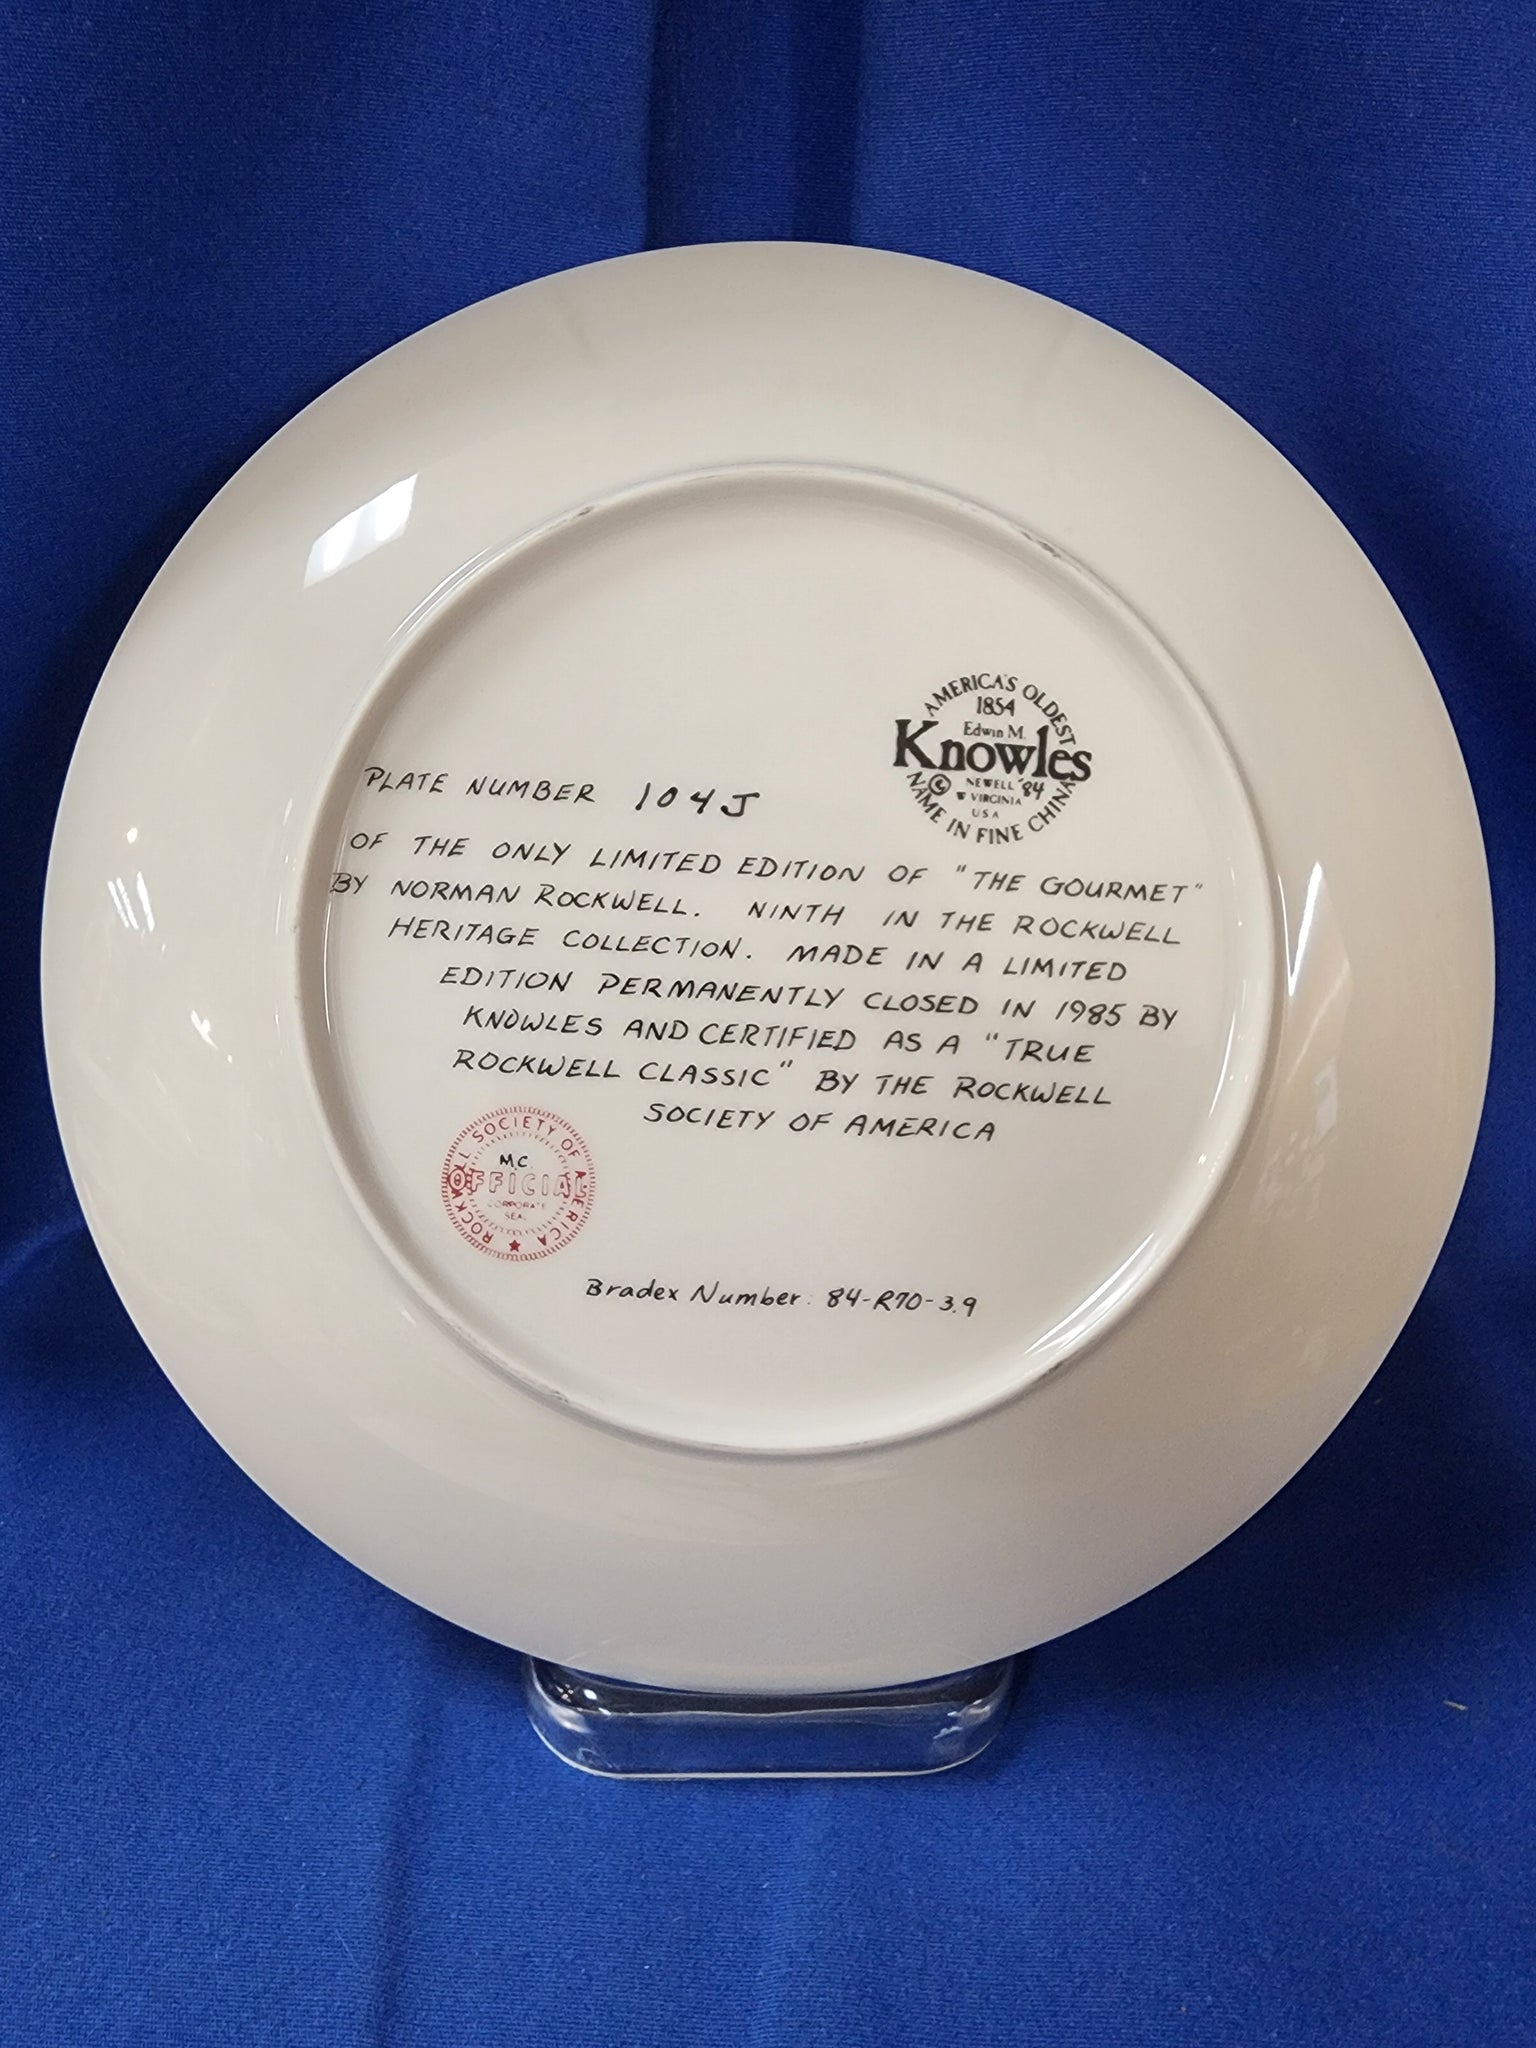 AMERICA'S OLDEST
1854
Edwin M.
Knowles
© NEWELL '84
W VIRGINIA
USA
NAME IN FINE CHINA
PLATE NUMBER 104J
OF THE ONLY LIMITED EDITION OF "THE GOURMET"
BY NORMAN ROCKWELL. NINTH IN THE ROCKWELL
HERITAGE COLLECTION. MADE IN A LIMITED
EDITION PERMANENTLY CLOSED IN 1985 BY
KNOWLES AND CERTIFIED AS A "TRUE
ROCKWELL CLASSIC" BY THE ROCKWELL
SOCIETY OF AMERICA
ROCKWELL SOCIETY OF AMERICA
M.C.
OFFICIAL
CORPORATE
SEAL
Bradex Number: 84-R70-3.9